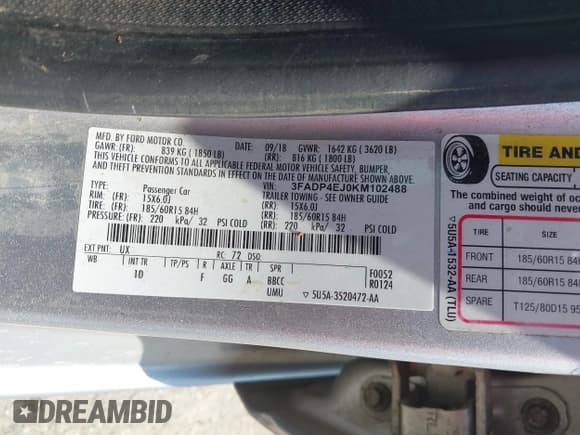 MFD. BY FORD MOTOR CO.
DATE: 09/18 GVWR: 1642 KG ( 3620 LB)
GAWR: (FR): 839 KG ( 1850 LB) (RR): 816 KG ( 1800 LB)
THIS VEHICLE CONFORMS TO ALL APPLICABLE FEDERAL MOTOR VEHICLE SAFETY, BUMPER,
AND THEFT PREVENTION STANDARDS IN EFFECT ON THE DATE OF MANUFACTURE SHOWN ABOVE.
VIN: 3FADP4EJ0KM102488
TYPE: Passenger Car TRAILER TOWING - SEE OWNER GUIDE
RIM: (FR): 15X6.0J (RR): 15X6.0J
TIRE: (FR): 185/60R15 84H (RR): 185/60R15 84H
PRESSURE: (FR): 220 kPa/ 32 PSI COLD (RR): 220 kPa/ 32 PSI COLD
EXT PNT: UX RC: 72 DSO:
WB INT TR TP/PS R AXLE TR SPR
F0052
1D F GG A BBCC
R0124
UMU
▽ 5U5A-3520472-AA
▽ 5U5A-1532-AA (TLU)
TIRE AND
SEATING CAPACITY
The combined weight of oc
and cargo should never
TIRE SIZE
FRONT 185/60R15 84H
REAR 185/60R15 84H
SPARE T125/80D15 95
DREAMBID